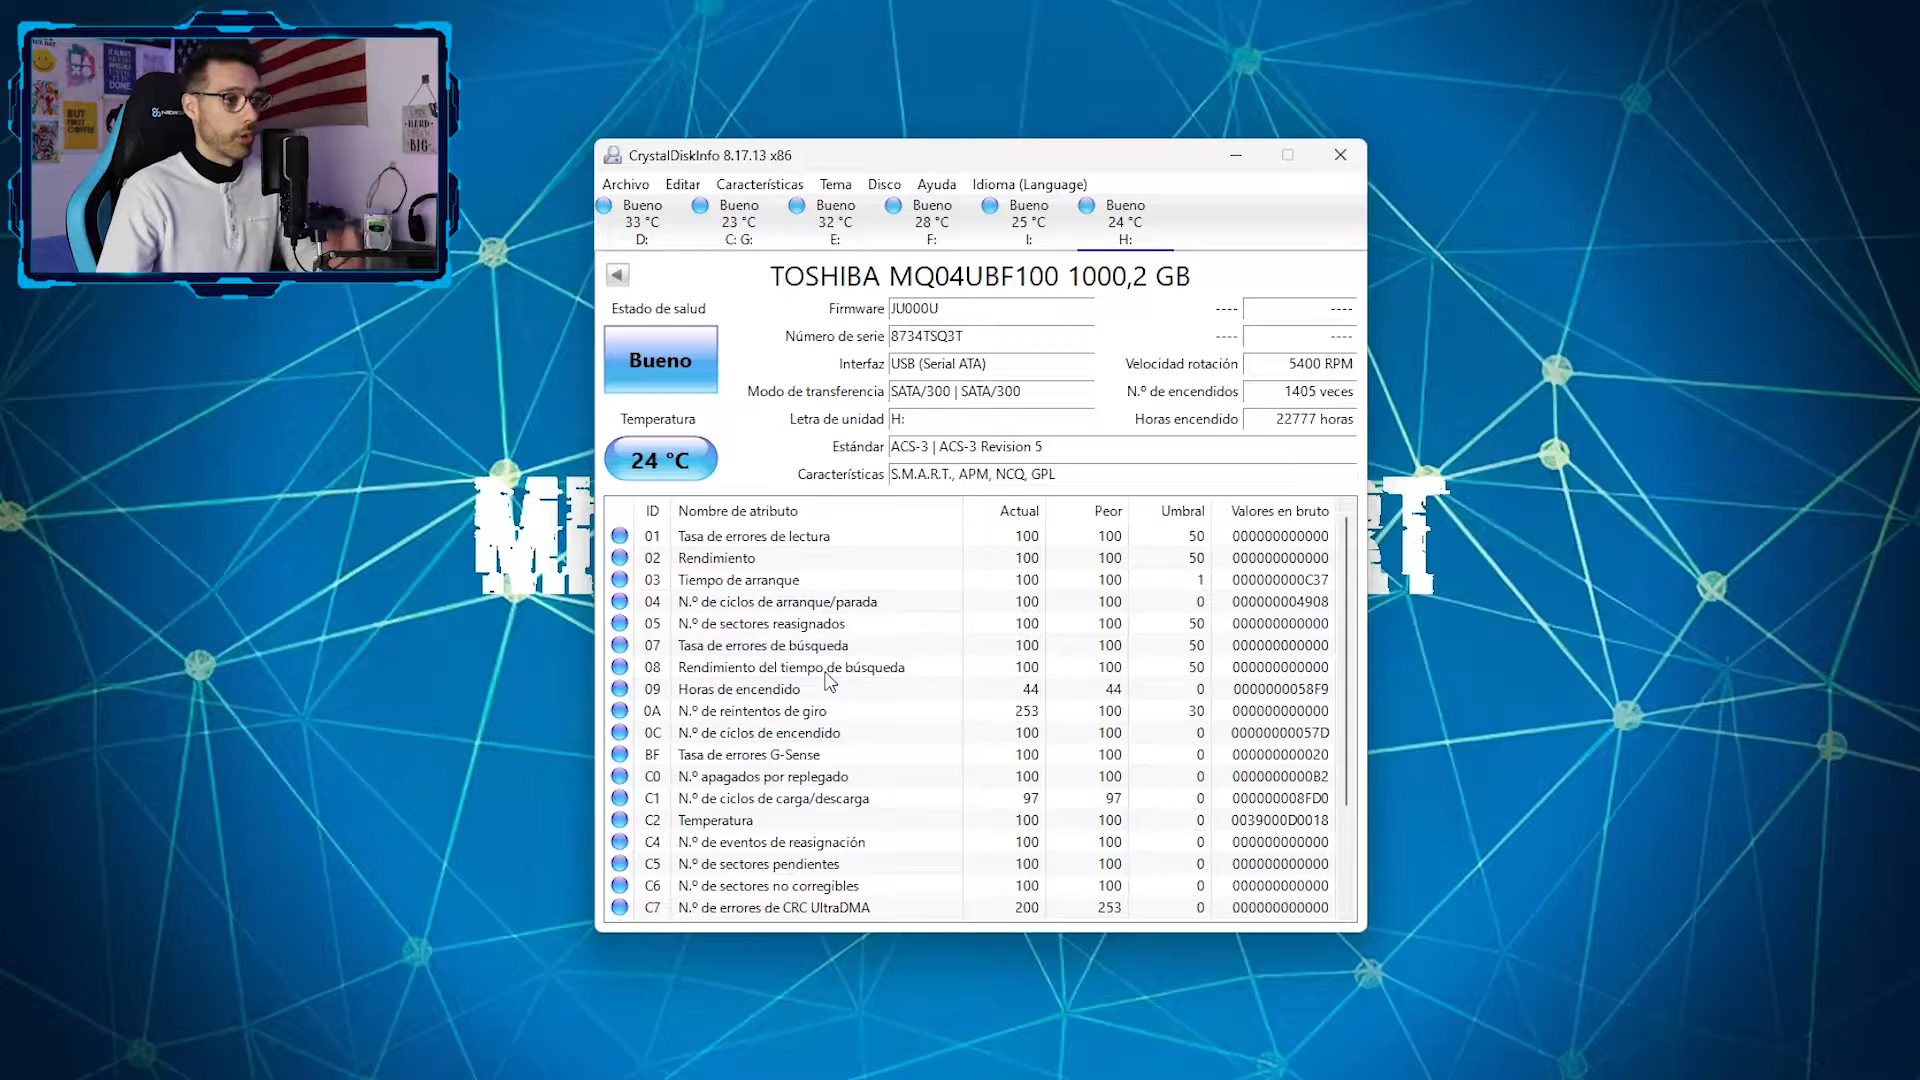 CrystalDiskInfo 8.17.13 x86
Archivo Editar Características Tema Disco Ayuda Idioma (Language)
Bueno Bueno Bueno Bueno Bueno Bueno
33 °C 23 °C 32 °C 28 °C 25 °C 24 °C
D: C: G: E: F: I: H:
TOSHIBA MQ04UBF100 1000,2 GB
Estado de salud
Bueno
Temperatura
24 °C
Firmware JU000U ---- ----
Número de serie 8734TSQ3T ---- ----
Interfaz USB (Serial ATA) Velocidad rotación 5400 RPM
Modo de transferencia SATA/300 | SATA/300 N.º de encendidos 1405 veces
Letra de unidad H: Horas encendido 22777 horas
Estándar ACS-3 | ACS-3 Revision 5
Características S.M.A.R.T., APM, NCQ, GPL
ID Nombre de atributo Actual Peor Umbral Valores en bruto
01 Tasa de errores de lectura 100 100 50 000000000000
02 Rendimiento 100 100 50 000000000000
03 Tiempo de arranque 100 100 1 000000000C37
04 N.º de ciclos de arranque/parada 100 100 0 000000004908
05 N.º de sectores reasignados 100 100 50 000000000000
07 Tasa de errores de búsqueda 100 100 50 000000000000
08 Rendimiento del tiempo de búsqueda 100 100 50 000000000000
09 Horas de encendido 44 44 0 0000000058F9
0A N.º de reintentos de giro 253 100 30 000000000000
0C N.º de ciclos de encendido 100 100 0 00000000057D
BF Tasa de errores G-Sense 100 100 0 000000000020
C0 N.º apagados por replegado 100 100 0 0000000000B2
C1 N.º de ciclos de carga/descarga 97 97 0 000000008FD0
C2 Temperatura 100 100 0 0039000D0018
C4 N.º de eventos de reasignación 100 100 0 000000000000
C5 N.º de sectores pendientes 100 100 0 000000000000
C6 N.º de sectores no corregibles 100 100 0 000000000000
C7 N.º de errores de CRC UltraDMA 200 253 0 000000000000
BUT
FIRST
COFFEE
HARD
DREAM
BIG
DONE.